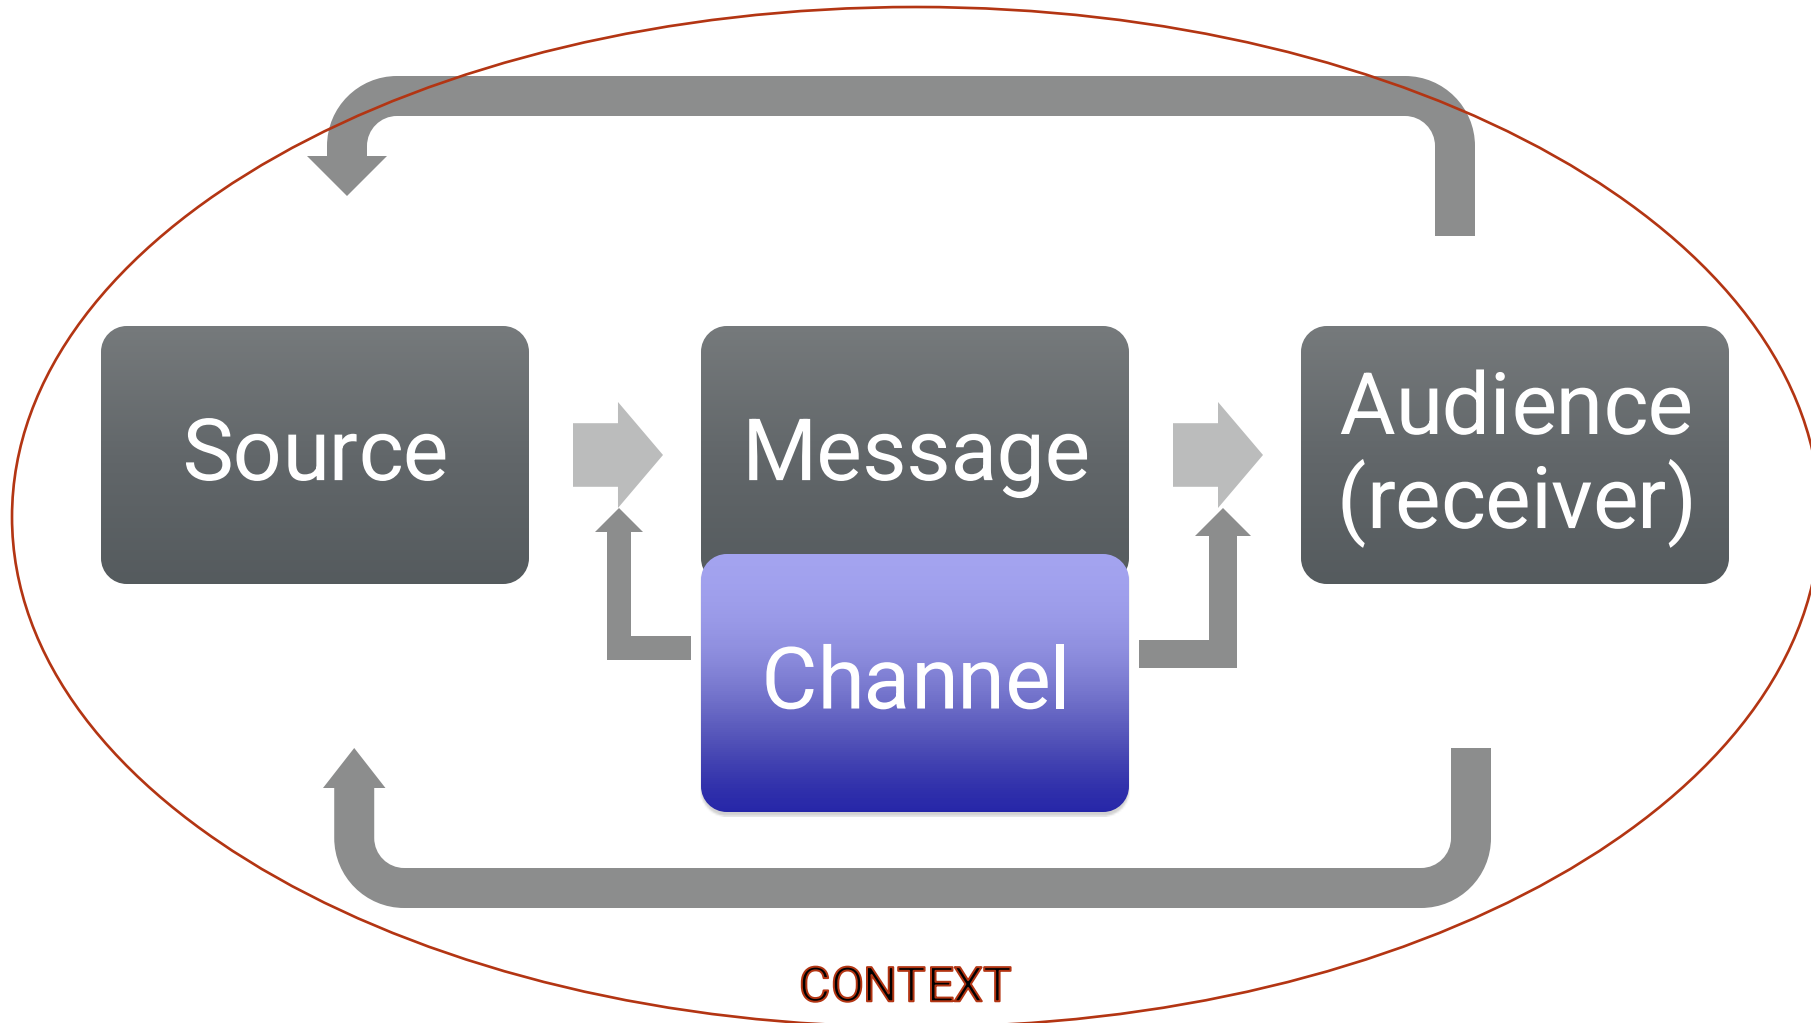 Source
Message
Audience
(receiver)
Channel
CONTEXT